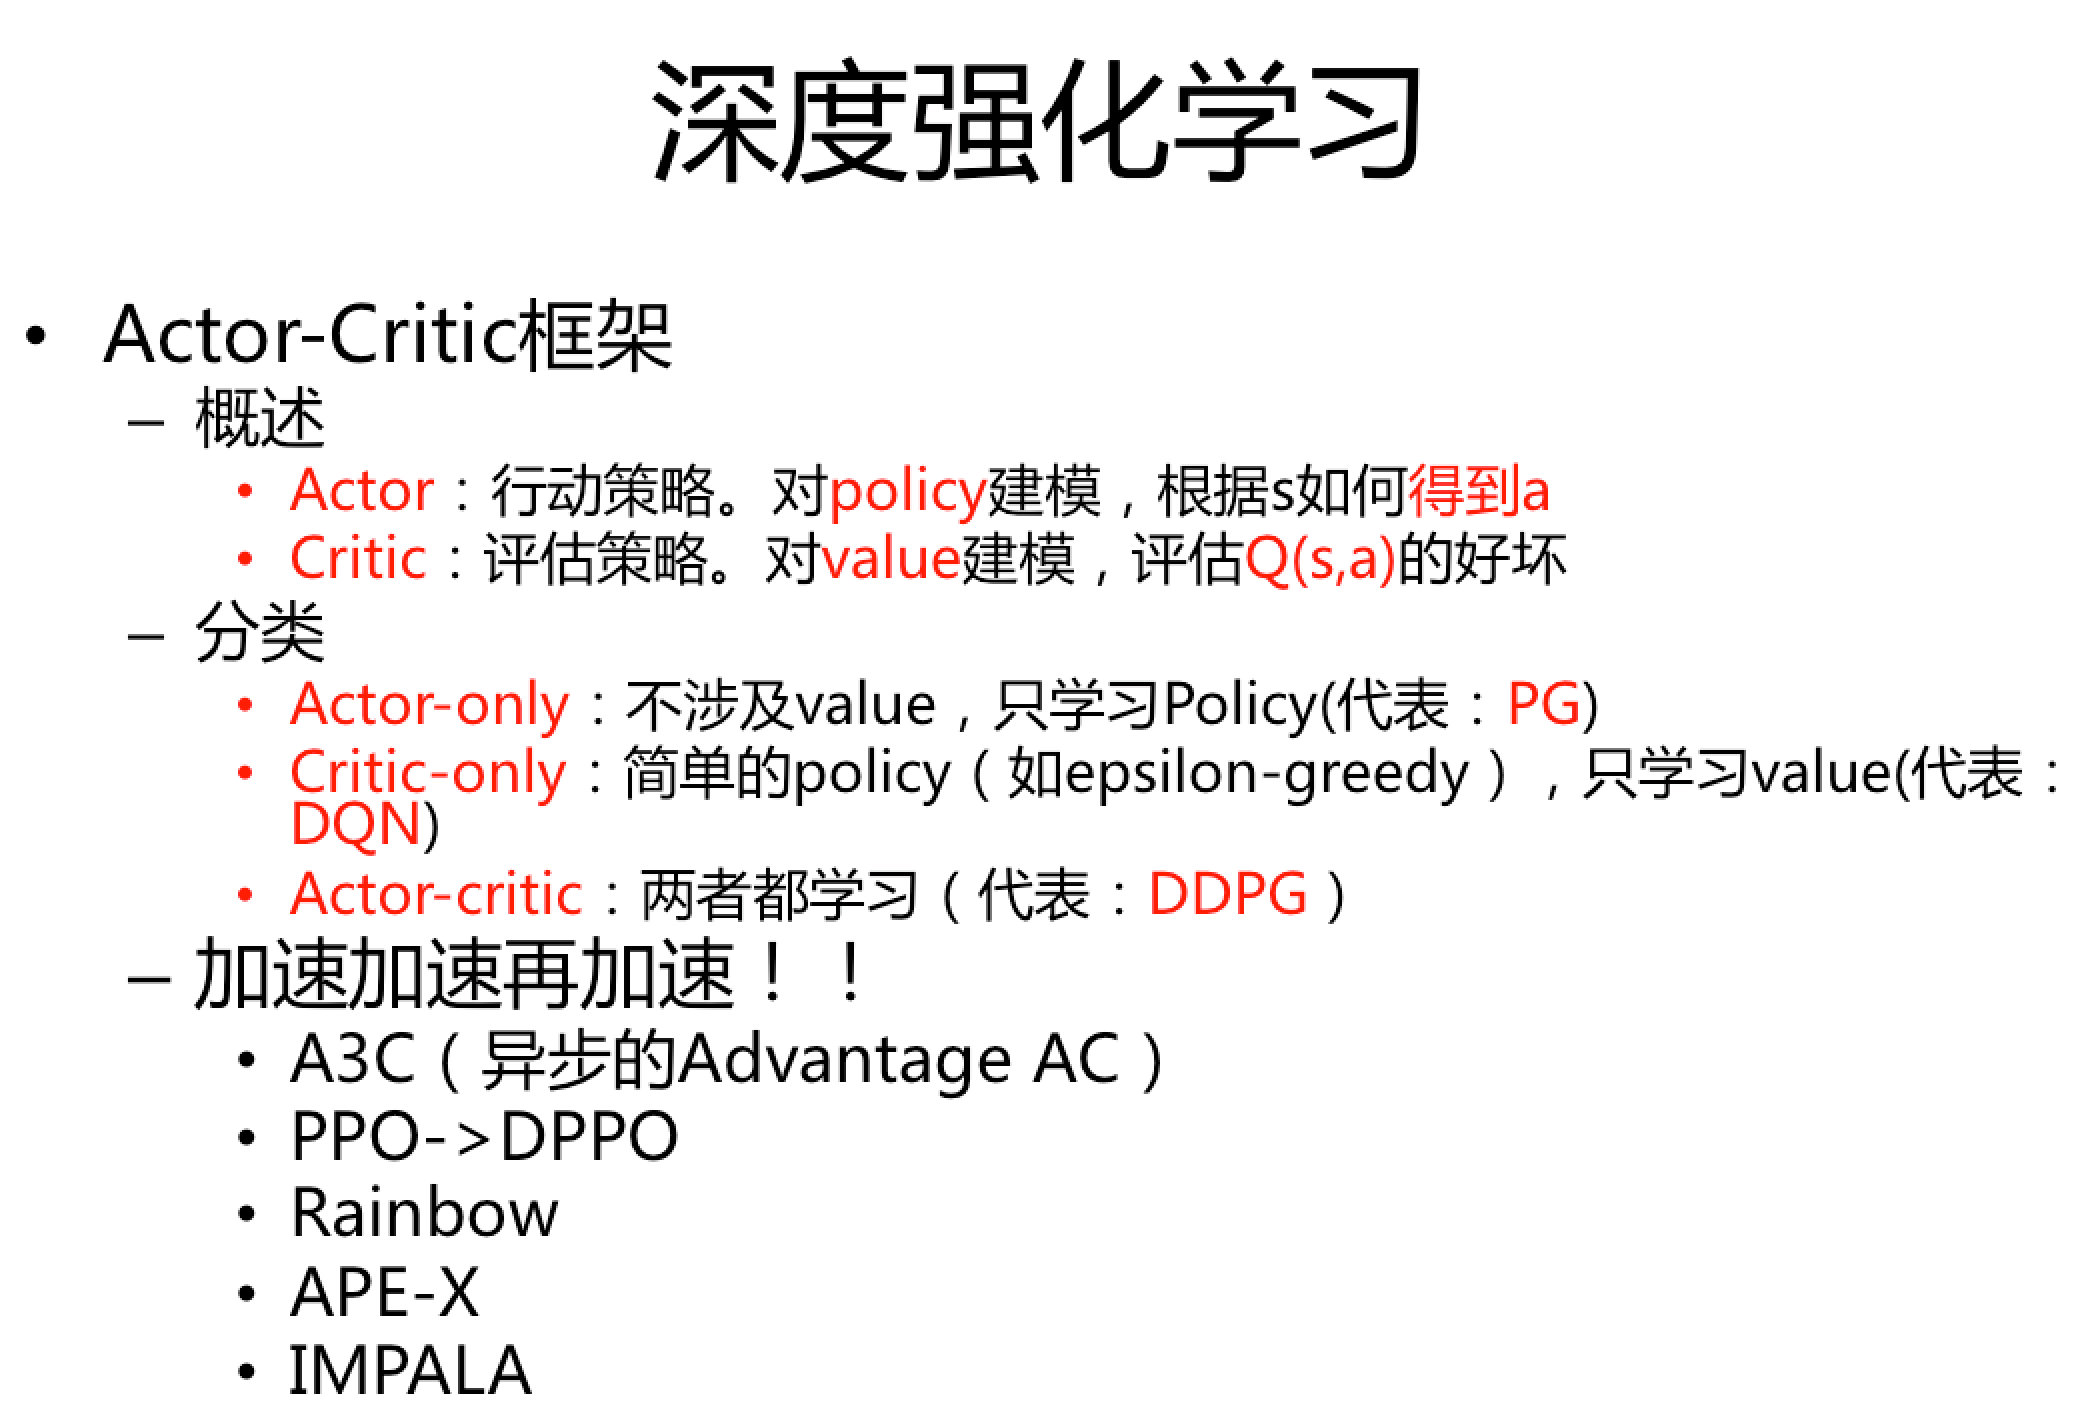 深度强化学习
• Actor-Critic框架
– 概述
• Actor：行动策略。对policy建模，根据s如何得到a
• Critic：评估策略。对value建模，评估Q(s,a)的好坏
– 分类
• Actor-only：不涉及value，只学习Policy(代表：PG)
• Critic-only：简单的policy（如epsilon-greedy），只学习value(代表：
DQN)
• Actor-critic：两者都学习（代表：DDPG）
– 加速加速再加速！！
• A3C（异步的Advantage AC）
• PPO->DPPO
• Rainbow
• APE-X
• IMPALA